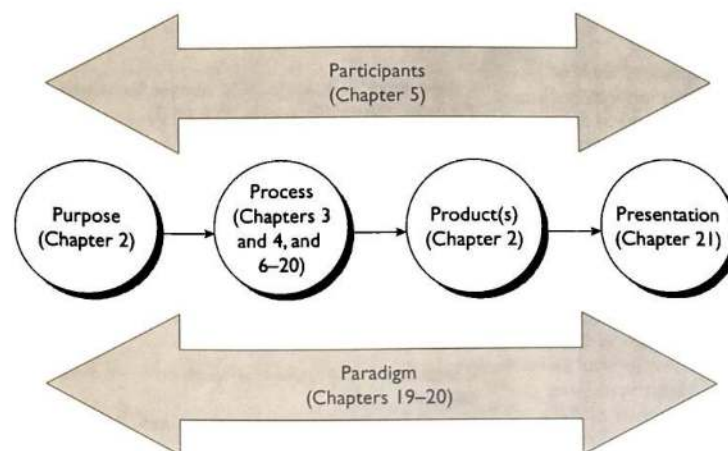 Participants
(Chapter 5)
Purpose
(Chapter 2)
Process
(Chapters 3
and 4, and
6–20)
Product(s)
(Chapter 2)
Presentation
(Chapter 21)
Paradigm
(Chapters 19–20)